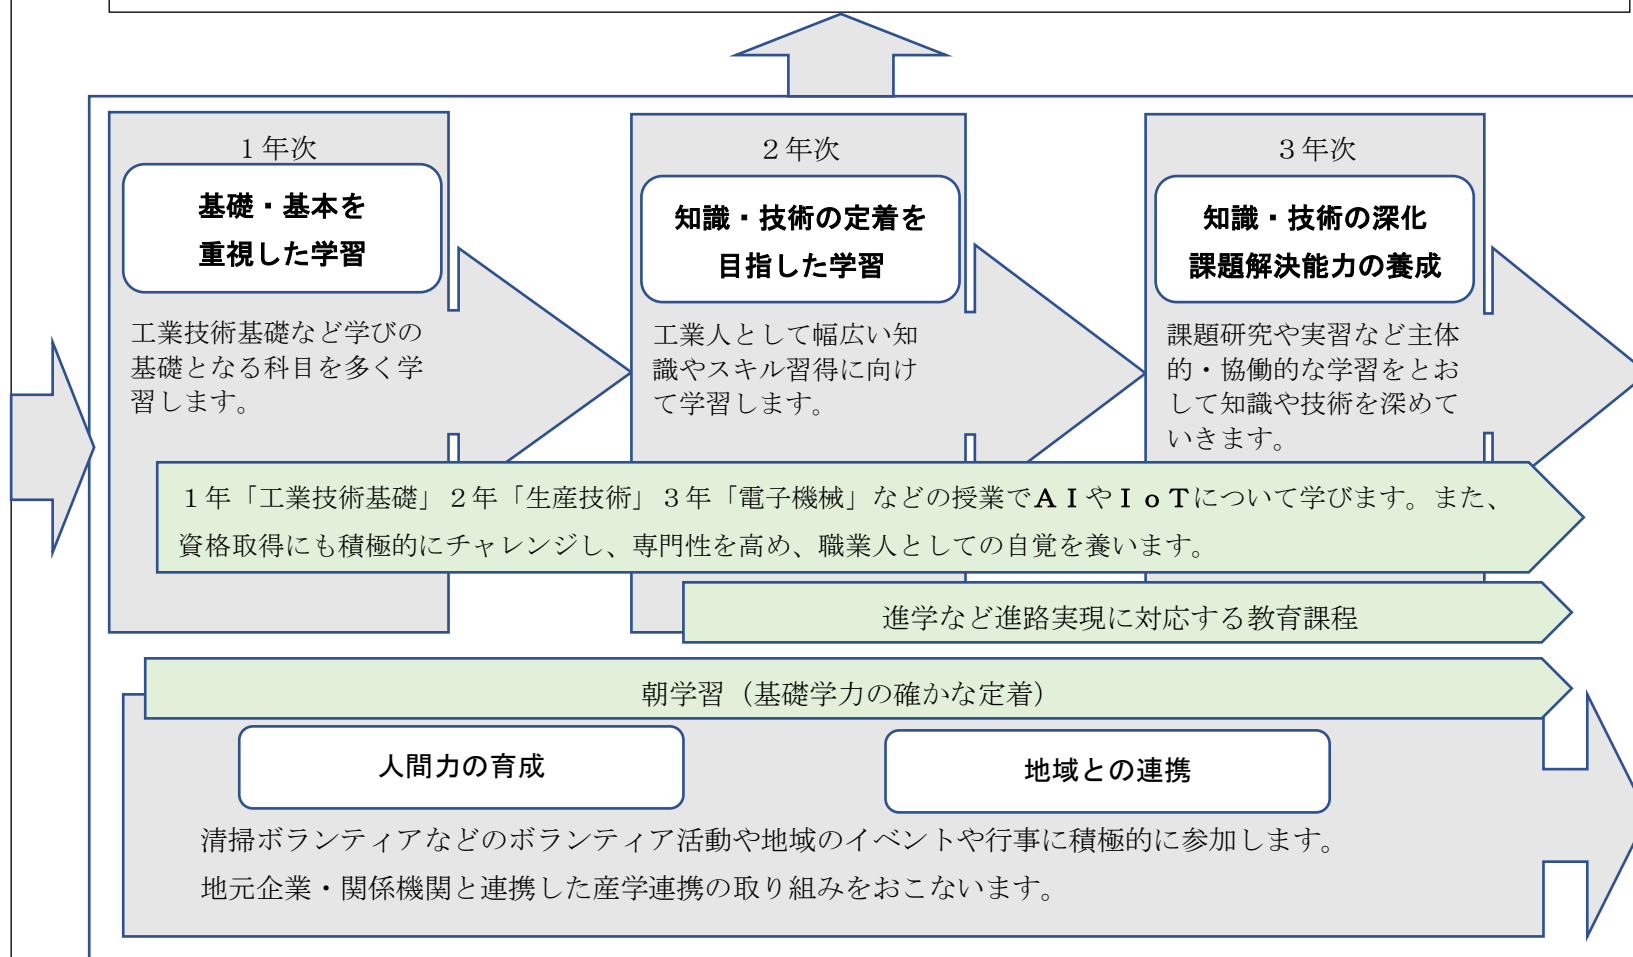 １年次
基礎・基本を
重視した学習
工業技術基礎など学びの
基礎となる科目を多く学
習します。
２年次
知識・技術の定着を
目指した学習
工業人として幅広い知
識やスキル習得に向け
て学習します。
３年次
知識・技術の深化
課題解決能力の養成
課題研究や実習など主体
的・協働的な学習をとお
して知識や技術を深めて
いきます。
１年「工業技術基礎」２年「生産技術」３年「電子機械」などの授業でＡＩやＩｏＴについて学びます。また、
資格取得にも積極的にチャレンジし、専門性を高め、職業人としての自覚を養います。
進学など進路実現に対応する教育課程
朝学習（基礎学力の確かな定着）
人間力の育成
地域との連携
清掃ボランティアなどのボランティア活動や地域のイベントや行事に積極的に参加します。
地元企業・関係機関と連携した産学連携の取り組みをおこないます。